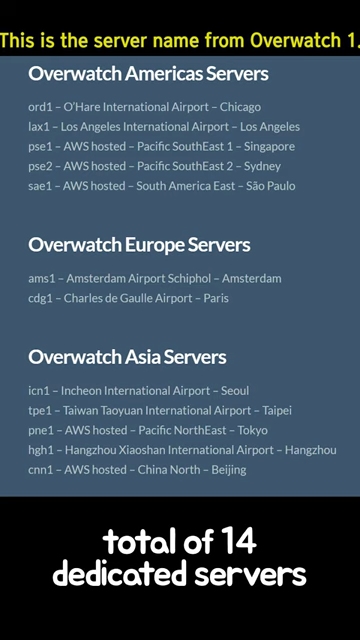 This is the server name from Overwatch 1.
Overwatch Americas Servers
ord1 – O'Hare International Airport – Chicago
lax1 – Los Angeles International Airport – Los Angeles
pse1 – AWS hosted – Pacific SouthEast 1 – Singapore
pse2 – AWS hosted – Pacific SouthEast 2 – Sydney
sae1 – AWS hosted – South America East – São Paulo
Overwatch Europe Servers
ams1 – Amsterdam Airport Schiphol – Amsterdam
cdg1 – Charles de Gaulle Airport – Paris
Overwatch Asia Servers
icn1 – Incheon International Airport – Seoul
tpe1 – Taiwan Taoyuan International Airport – Taipei
pne1 – AWS hosted – Pacific NorthEast – Tokyo
hgh1 – Hangzhou Xiaoshan International Airport – Hangzhou
cnn1 – AWS hosted – China North – Beijing
total of 14
dedicated servers